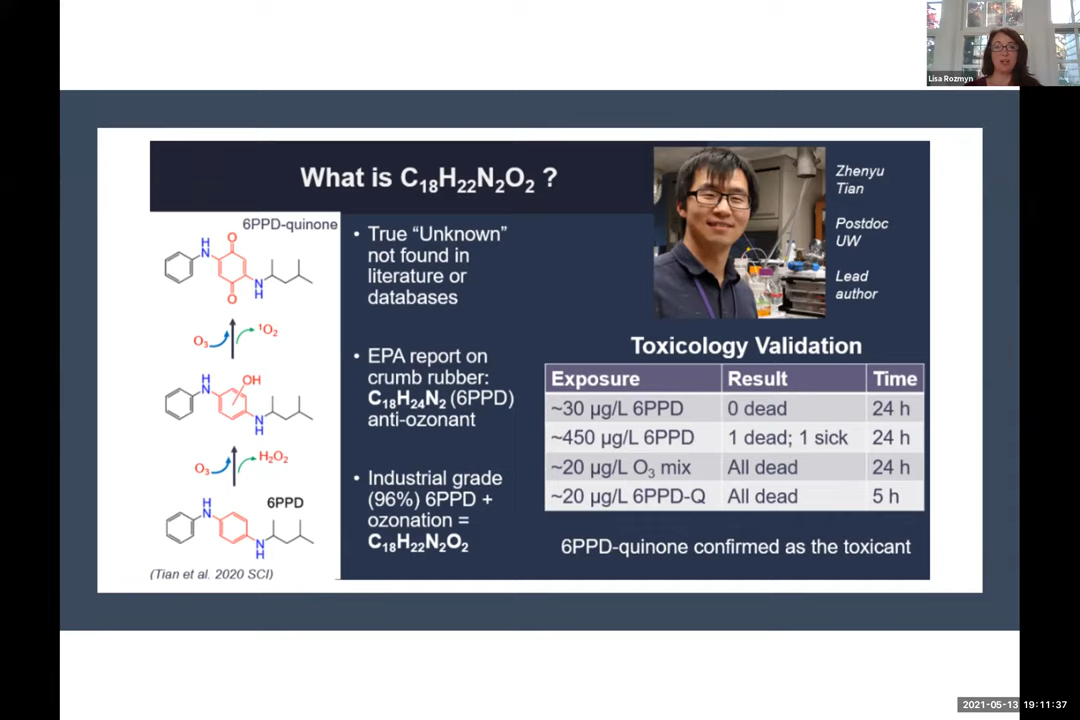 Lisa Rozmyn
What is C₁₈H₂₂N₂O₂ ?
Zhenyu
Tian
Postdoc
UW
Lead
author
6PPD-quinone
H
N
O
O
N
H
O₃
¹O₂
H
N
OH
N
H
O₃
H₂O₂
6PPD
H
N
N
H
(Tian et al. 2020 SCI)
• True “Unknown”
not found in
literature or
databases
• EPA report on
crumb rubber:
C₁₈H₂₄N₂ (6PPD)
anti-ozonant
• Industrial grade
(96%) 6PPD +
ozonation =
C₁₈H₂₂N₂O₂
Toxicology Validation
Exposure Result Time
~30 µg/L 6PPD 0 dead 24 h
~450 µg/L 6PPD 1 dead; 1 sick 24 h
~20 µg/L O₃ mix All dead 24 h
~20 µg/L 6PPD-Q All dead 5 h
6PPD-quinone confirmed as the toxicant
2021-05-13 19:11:37